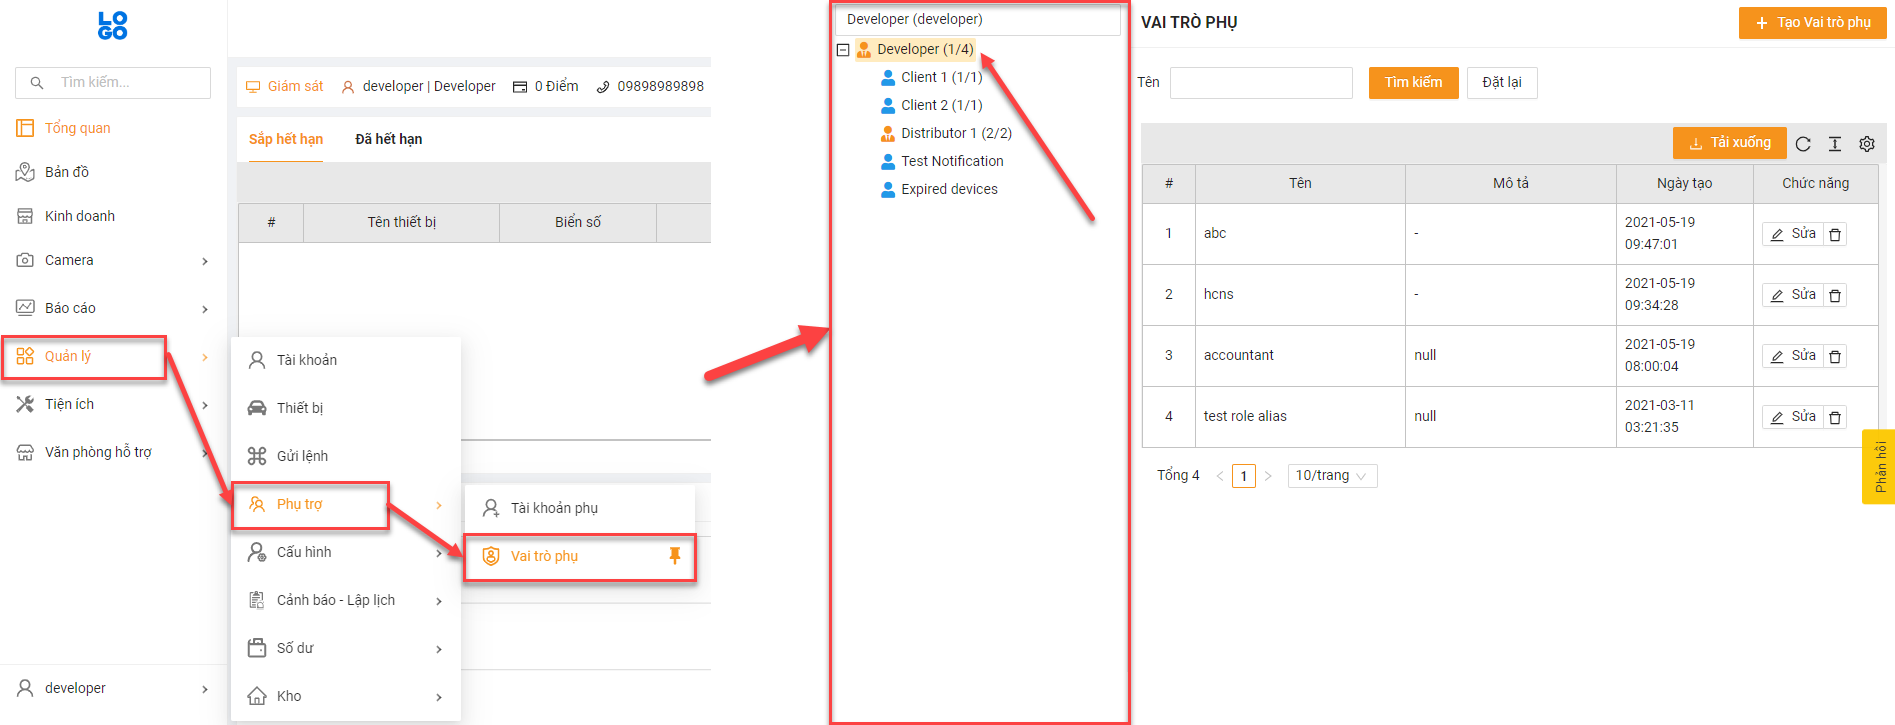 LO
GO
Tìm kiếm...
Tổng quan
Bản đồ
Kinh doanh
Camera
Báo cáo
Quản lý
Tiện ích
Văn phòng hỗ trợ
developer
Giám sát
developer | Developer
0 Điểm
09898989898
Sắp hết hạn
Đã hết hạn
# Tên thiết bị Biển số
Tài khoản
Thiết bị
Gửi lệnh
Phụ trợ
Cấu hình
Cảnh báo - Lập lịch
Số dư
Kho
Tài khoản phụ
Vai trò phụ
Developer (developer)
Developer (1/4)
Client 1 (1/1)
Client 2 (1/1)
Distributor 1 (2/2)
Test Notification
Expired devices
VAI TRÒ PHỤ
+ Tạo Vai trò phụ
Tên
Tìm kiếm
Đặt lại
Tải xuống
# Tên Mô tả Ngày tạo Chức năng
1 abc - 2021-05-19 09:47:01 Sửa
2 hcns - 2021-05-19 09:34:28 Sửa
3 accountant null 2021-05-19 08:00:04 Sửa
4 test role alias null 2021-03-11 03:21:35 Sửa
Tổng 4 < 1 > 10/trang
Phản hồi